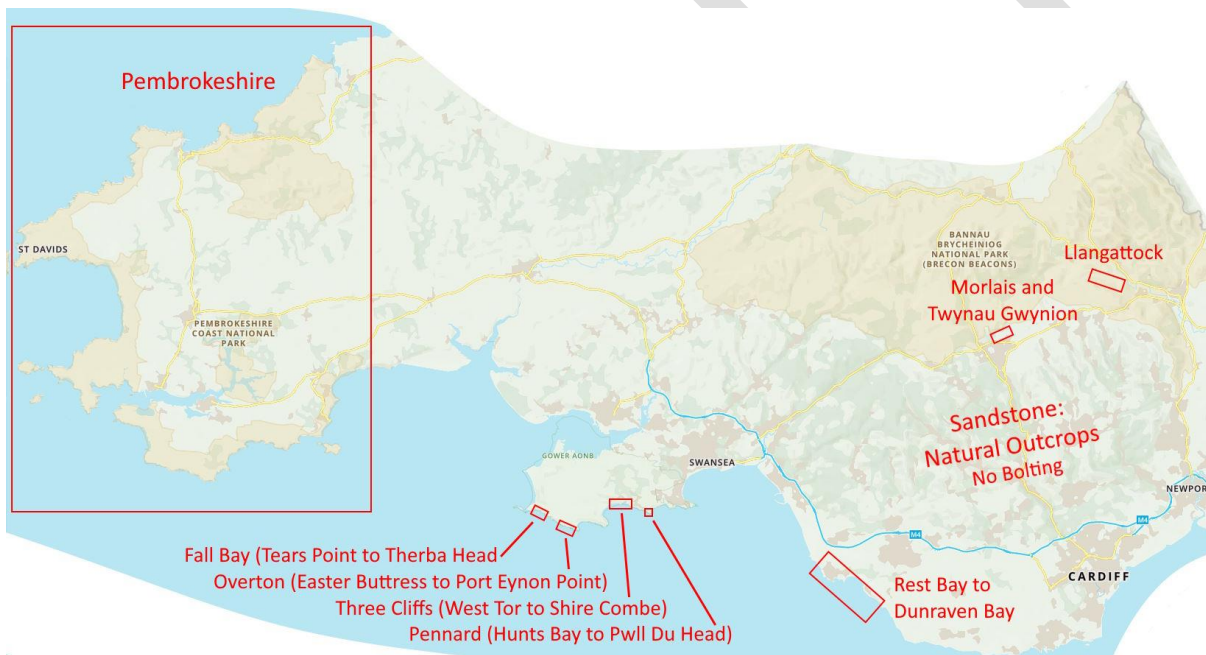 Pembrokeshire
ST DAVIDS
PEMBROKESHIRE
COAST NATIONAL
PARK
BANNAU
BRYCHEINIOG
NATIONAL PARK
(BRECON BEACONS)
Llangattock
Morlais and
Twynau Gwynion
Sandstone:
Natural Outcrops
No Bolting
GOWER AONB
SWANSEA
NEWPOR
M4
M4
CARDIFF
Fall Bay (Tears Point to Therba Head
Overton (Easter Buttress to Port Eynon Point)
Three Cliffs (West Tor to Shire Combe)
Pennard (Hunts Bay to Pwll Du Head)
Rest Bay to
Dunraven Bay